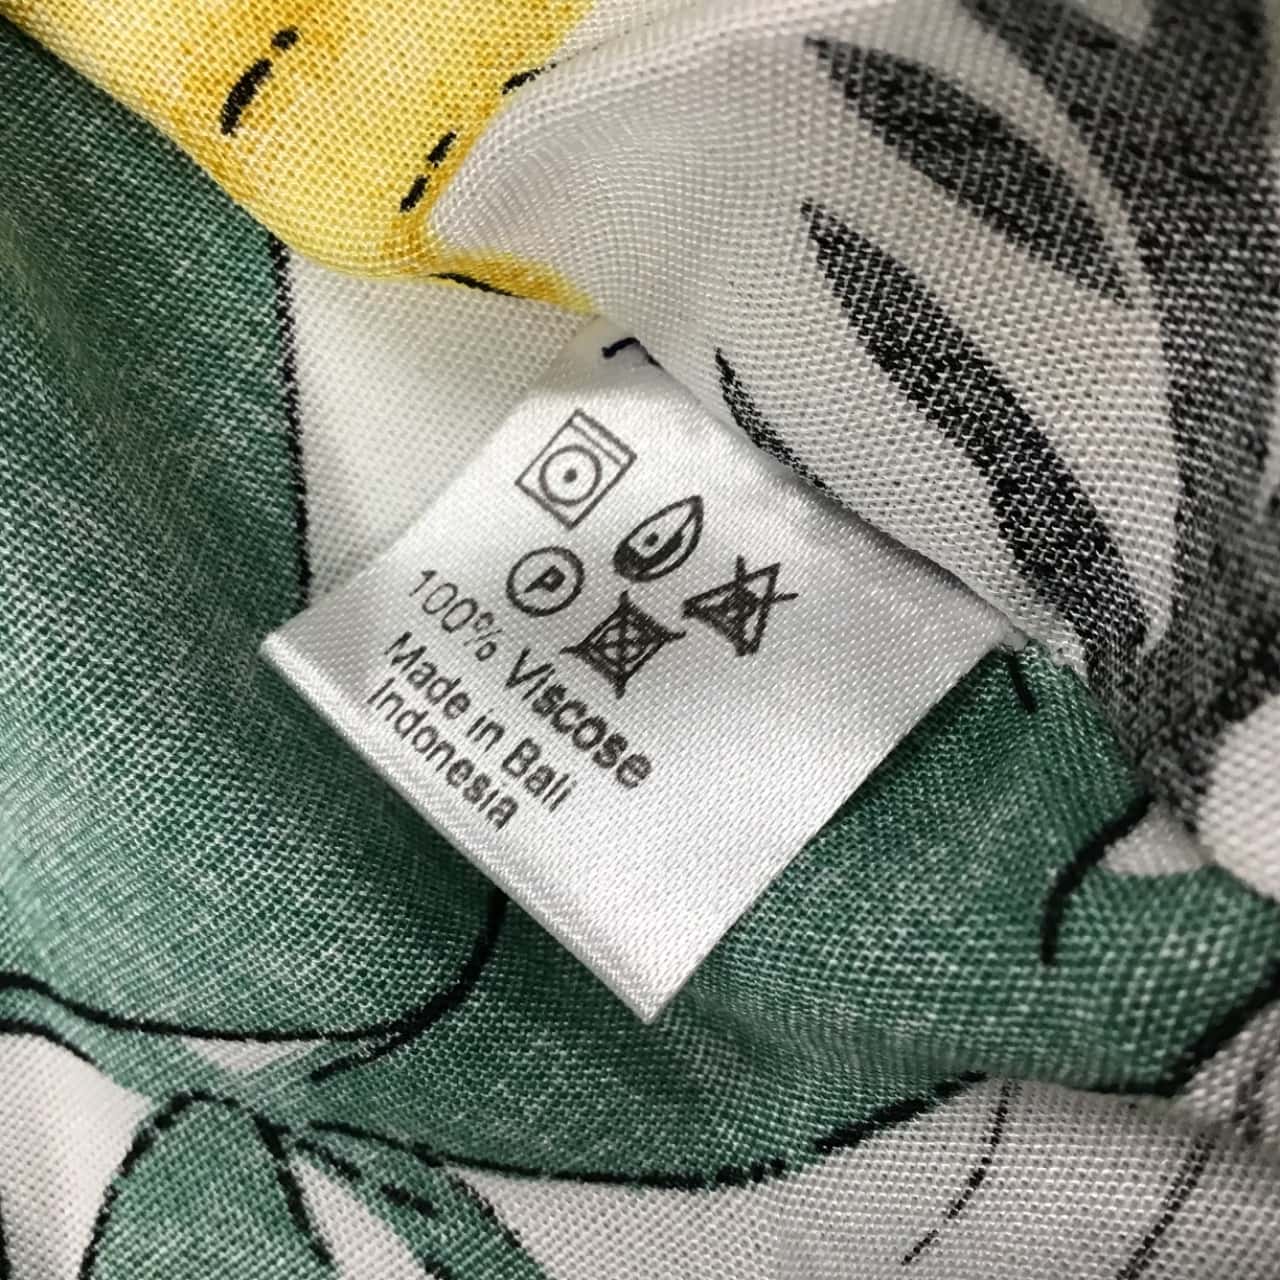 P
100% Viscose
Made in Bali
Indonesia